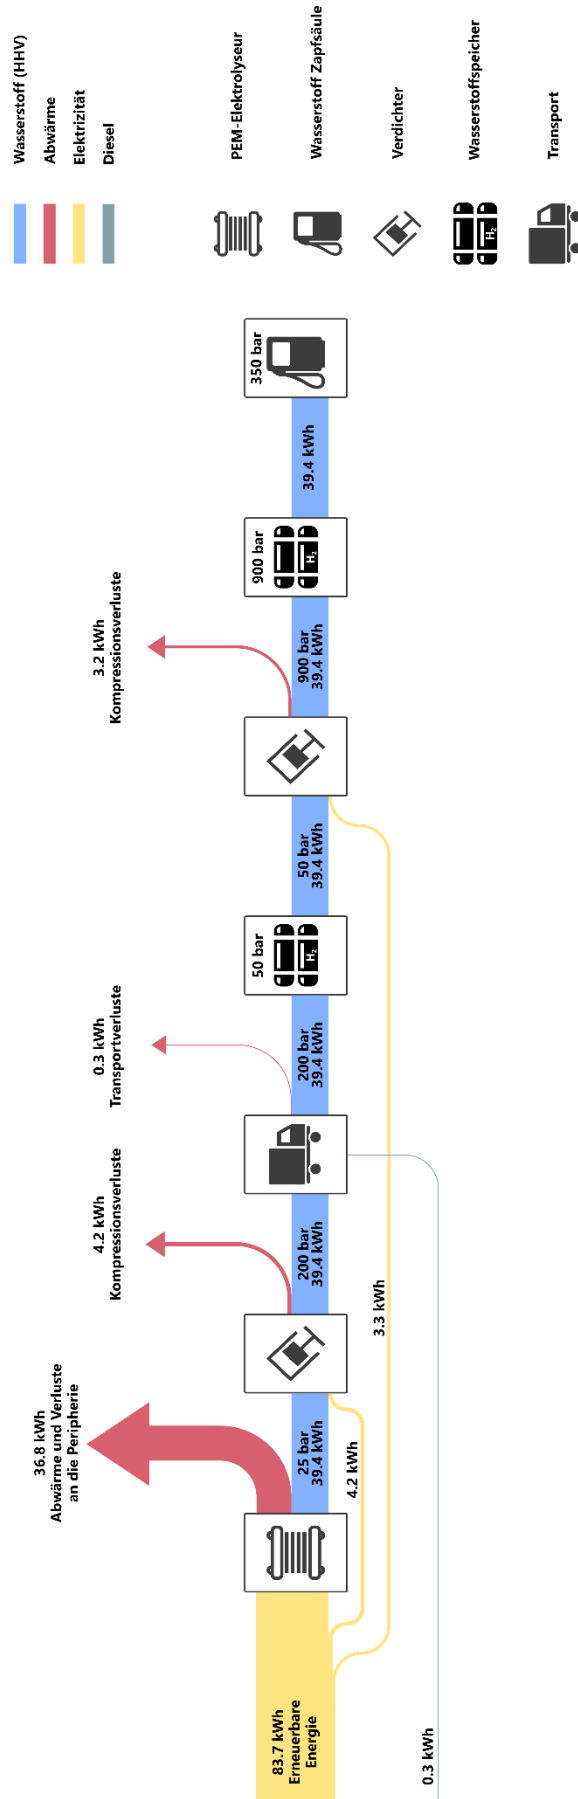 Wasserstoff (HHV)
Abwärme
Elektrizität
Diesel
PEM-Elektrolyseur
Wasserstoff Zapfsäule
Verdichter
Wasserstoffspeicher
H₂
Transport
36.8 kWh
Abwärme und Verluste
an die Peripherie
4.2 kWh
Kompressionsverluste
0.3 kWh
Transportverluste
3.2 kWh
Kompressionsverluste
83.7 kWh
Erneuerbare
Energie
25 bar
39.4 kWh
200 bar
39.4 kWh
200 bar
39.4 kWh
50 bar
H₂
50 bar
39.4 kWh
900 bar
39.4 kWh
900 bar
H₂
39.4 kWh
350 bar
4.2 kWh
3.3 kWh
0.3 kWh